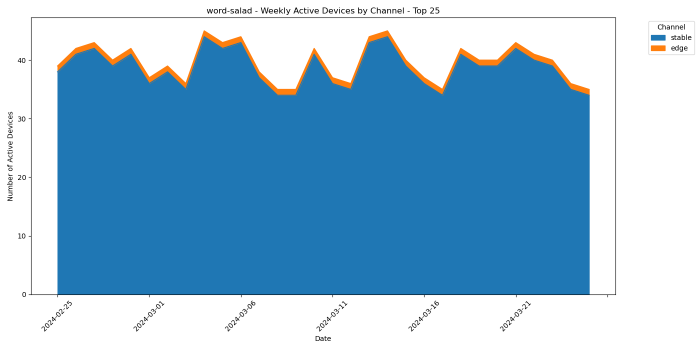 word-salad - Weekly Active Devices by Channel - Top 25
Channel
stable
edge
Number of Active Devices
40
30
20
10
0
2024-02-25
2024-03-01
2024-03-06
2024-03-11
2024-03-16
2024-03-21
Date